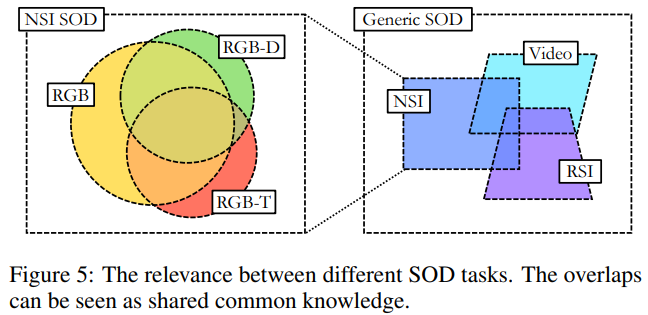 NSI SOD
RGB-D
RGB
RGB-T
Generic SOD
Video
NSI
RSI
Figure 5: The relevance between different SOD tasks. The overlaps
can be seen as shared common knowledge.